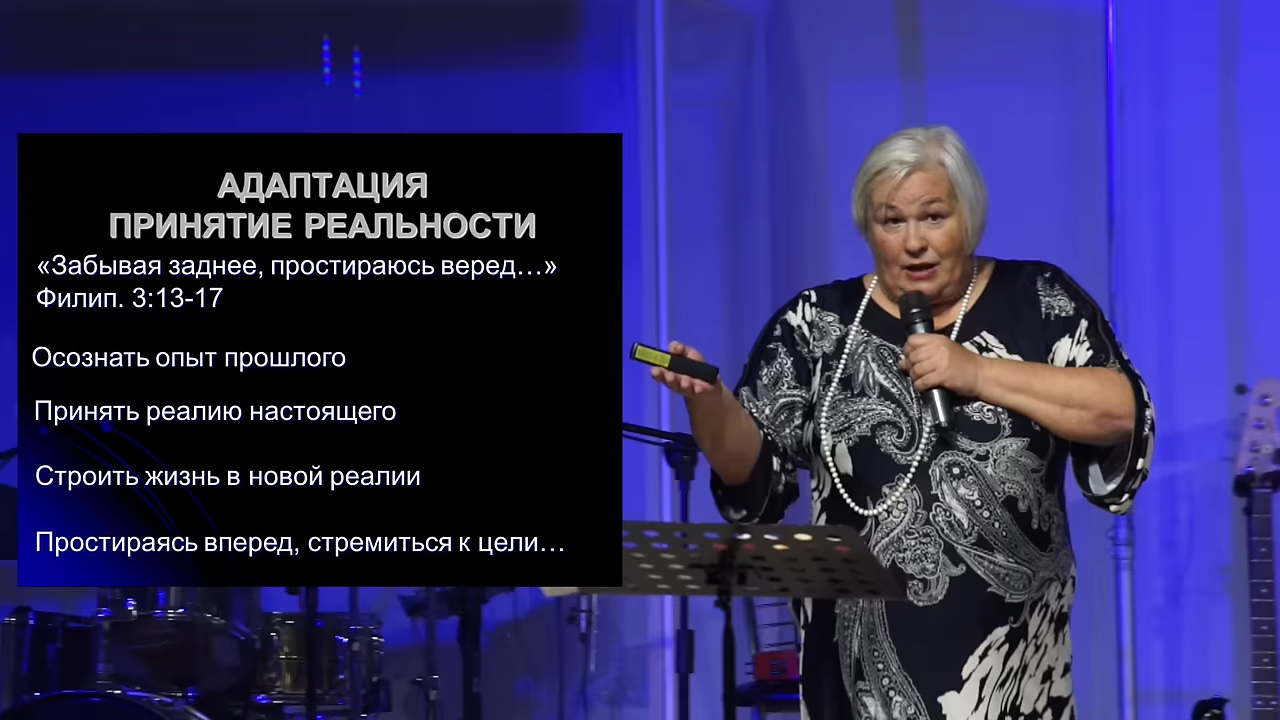 АДАПТАЦИЯ
ПРИНЯТИЕ РЕАЛЬНОСТИ
«Забывая заднее, простираюсь веред…»
Филип. 3:13-17
Осознать опыт прошлого
Принять реалию настоящего
Строить жизнь в новой реалии
Простираясь вперед, стремиться к цели…